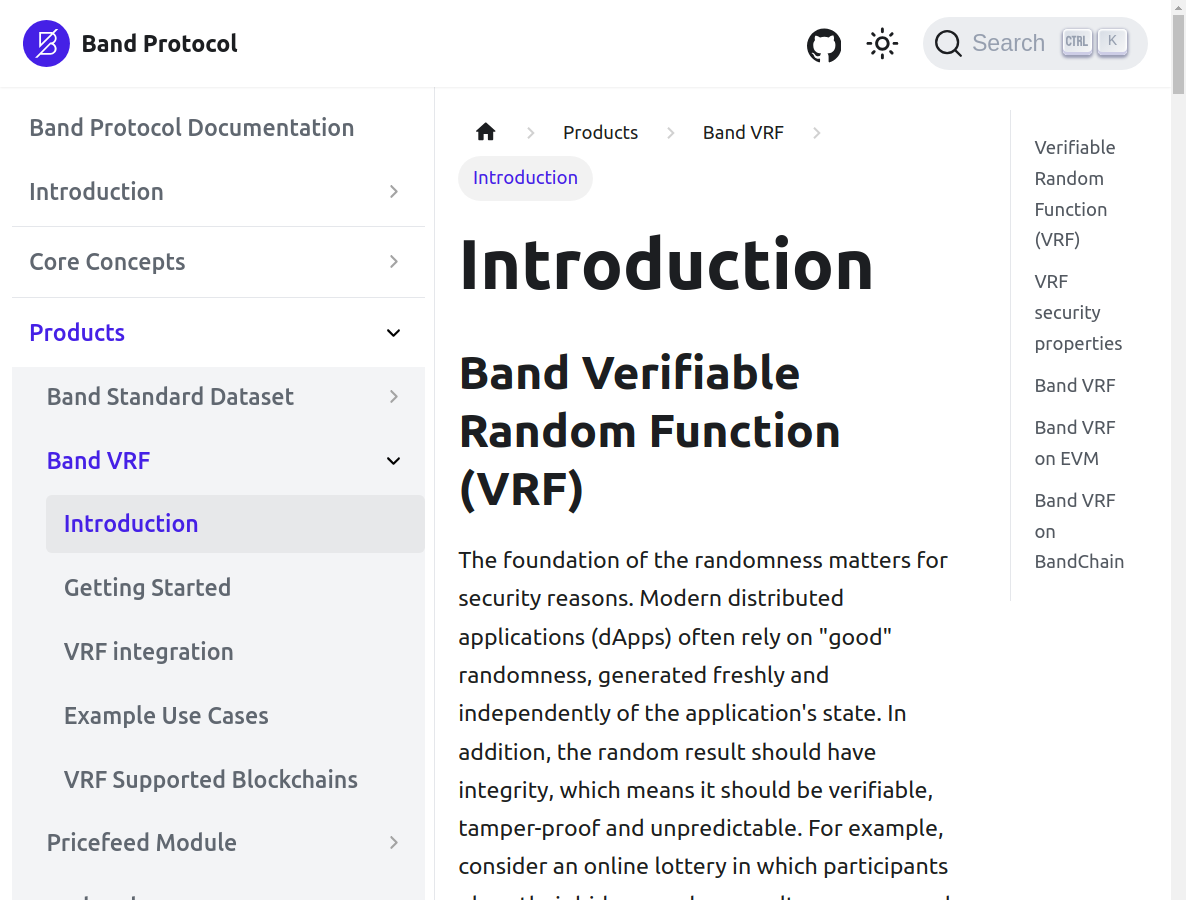 Band Protocol
Search
CTRL
K
Band Protocol Documentation
Introduction
Core Concepts
Products
Band Standard Dataset
Band VRF
Introduction
Getting Started
VRF integration
Example Use Cases
VRF Supported Blockchains
Pricefeed Module
Products
Band VRF
Introduction
Introduction
Band Verifiable
Random Function
(VRF)
The foundation of the randomness matters for
security reasons. Modern distributed
applications (dApps) often rely on "good"
randomness, generated freshly and
independently of the application's state. In
addition, the random result should have
integrity, which means it should be verifiable,
tamper-proof and unpredictable. For example,
consider an online lottery in which participants
Verifiable
Random
Function
(VRF)
VRF
security
properties
Band VRF
Band VRF
on EVM
Band VRF
on
BandChain